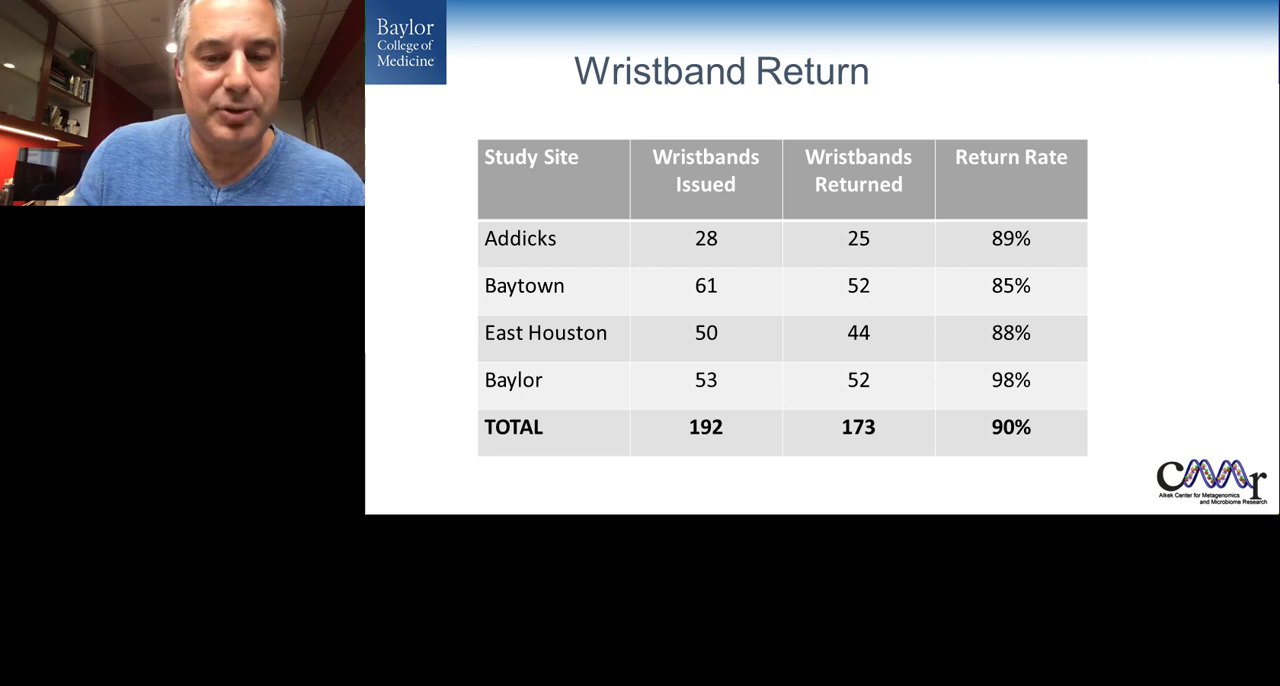 Baylor
College of
Medicine
Wristband Return
Study Site Wristbands Issued Wristbands Returned Return Rate
Addicks 28 25 89%
Baytown 61 52 85%
East Houston 50 44 88%
Baylor 53 52 98%
TOTAL 192 173 90%
CMMr
Alkek Center for Metagenomics
and Microbiome Research